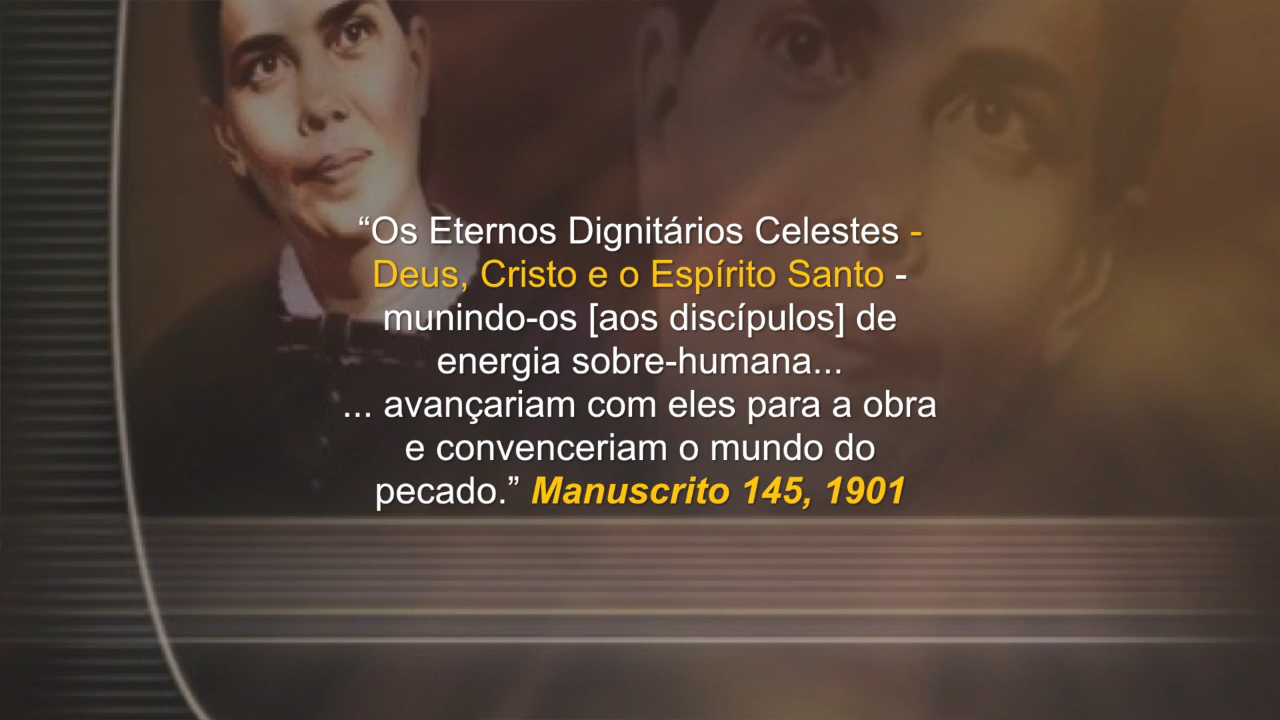 “Os Eternos Dignitários Celestes -
Deus, Cristo e o Espírito Santo -
munindo-os [aos discípulos] de
energia sobre-humana...
... avançariam com eles para a obra
e convenceriam o mundo do
pecado.” Manuscrito 145, 1901